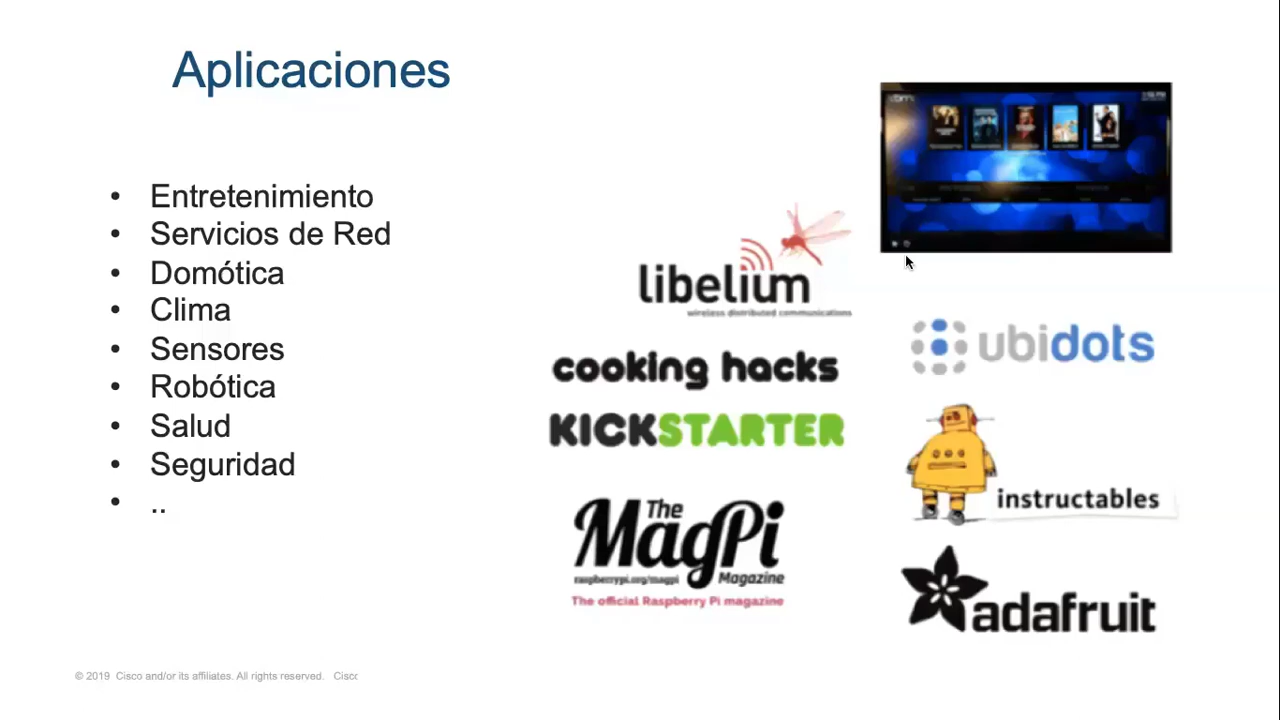 Aplicaciones
• Entretenimiento
• Servicios de Red
• Domótica
• Clima
• Sensores
• Robótica
• Salud
• Seguridad
• ..
libelium
wireless distributed communications
cooking hacks
KICKSTARTER
The
MagPi
raspberrypi.org/magpi Magazine
The official Raspberry Pi magazine
ubidots
instructables
adafruit
© 2019 Cisco and/or its affiliates. All rights reserved. Cisc